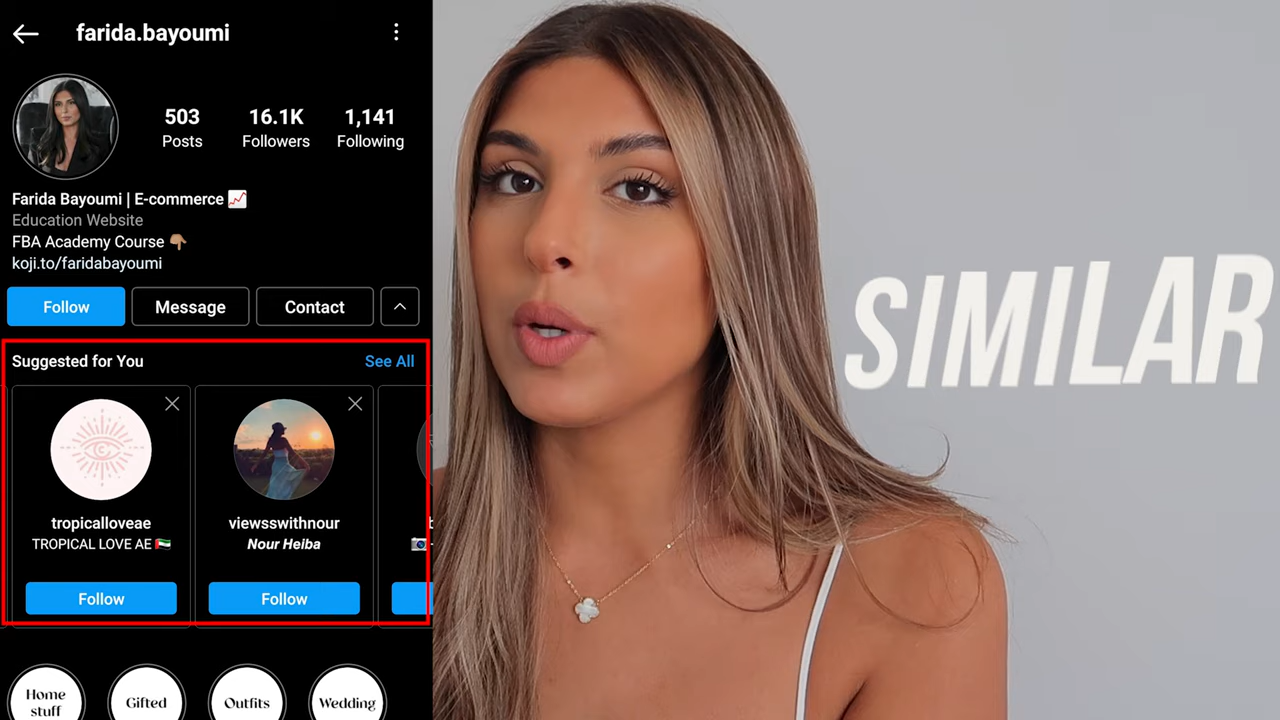 farida.bayoumi
503
Posts
16.1K
Followers
1,141
Following
Farida Bayoumi | E-commerce 📈
Education Website
FBA Academy Course 👇🏽
koji.to/faridabayoumi
Follow
Message
Contact
Suggested for You
See All
tropicalloveae
TROPICAL LOVE AE 🇦🇪
Follow
viewsswithnour
Nour Heiba
Follow
Home
stuff
Gifted
Outfits
Wedding
SIMILAR